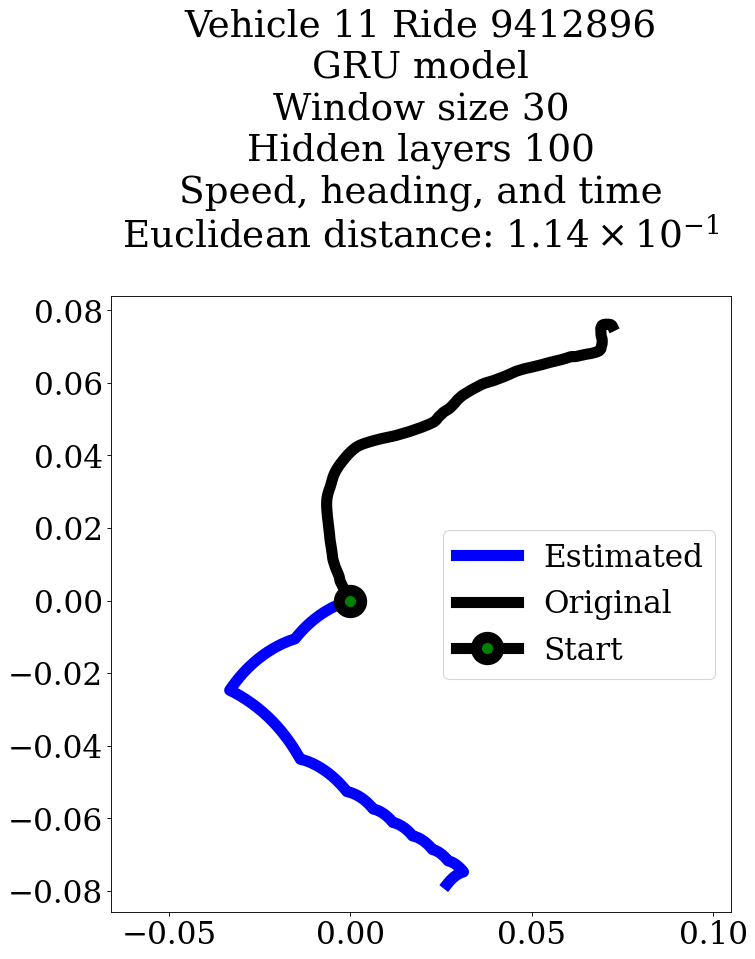 Vehicle 11 Ride 9412896
GRU model
Window size 30
Hidden layers 100
Speed, heading, and time
Euclidean distance: 1.14 × 10⁻¹
0.08
0.06
0.04
0.02
0.00
−0.02
−0.04
−0.06
−0.08
Estimated
Original
Start
−0.05 0.00 0.05 0.10